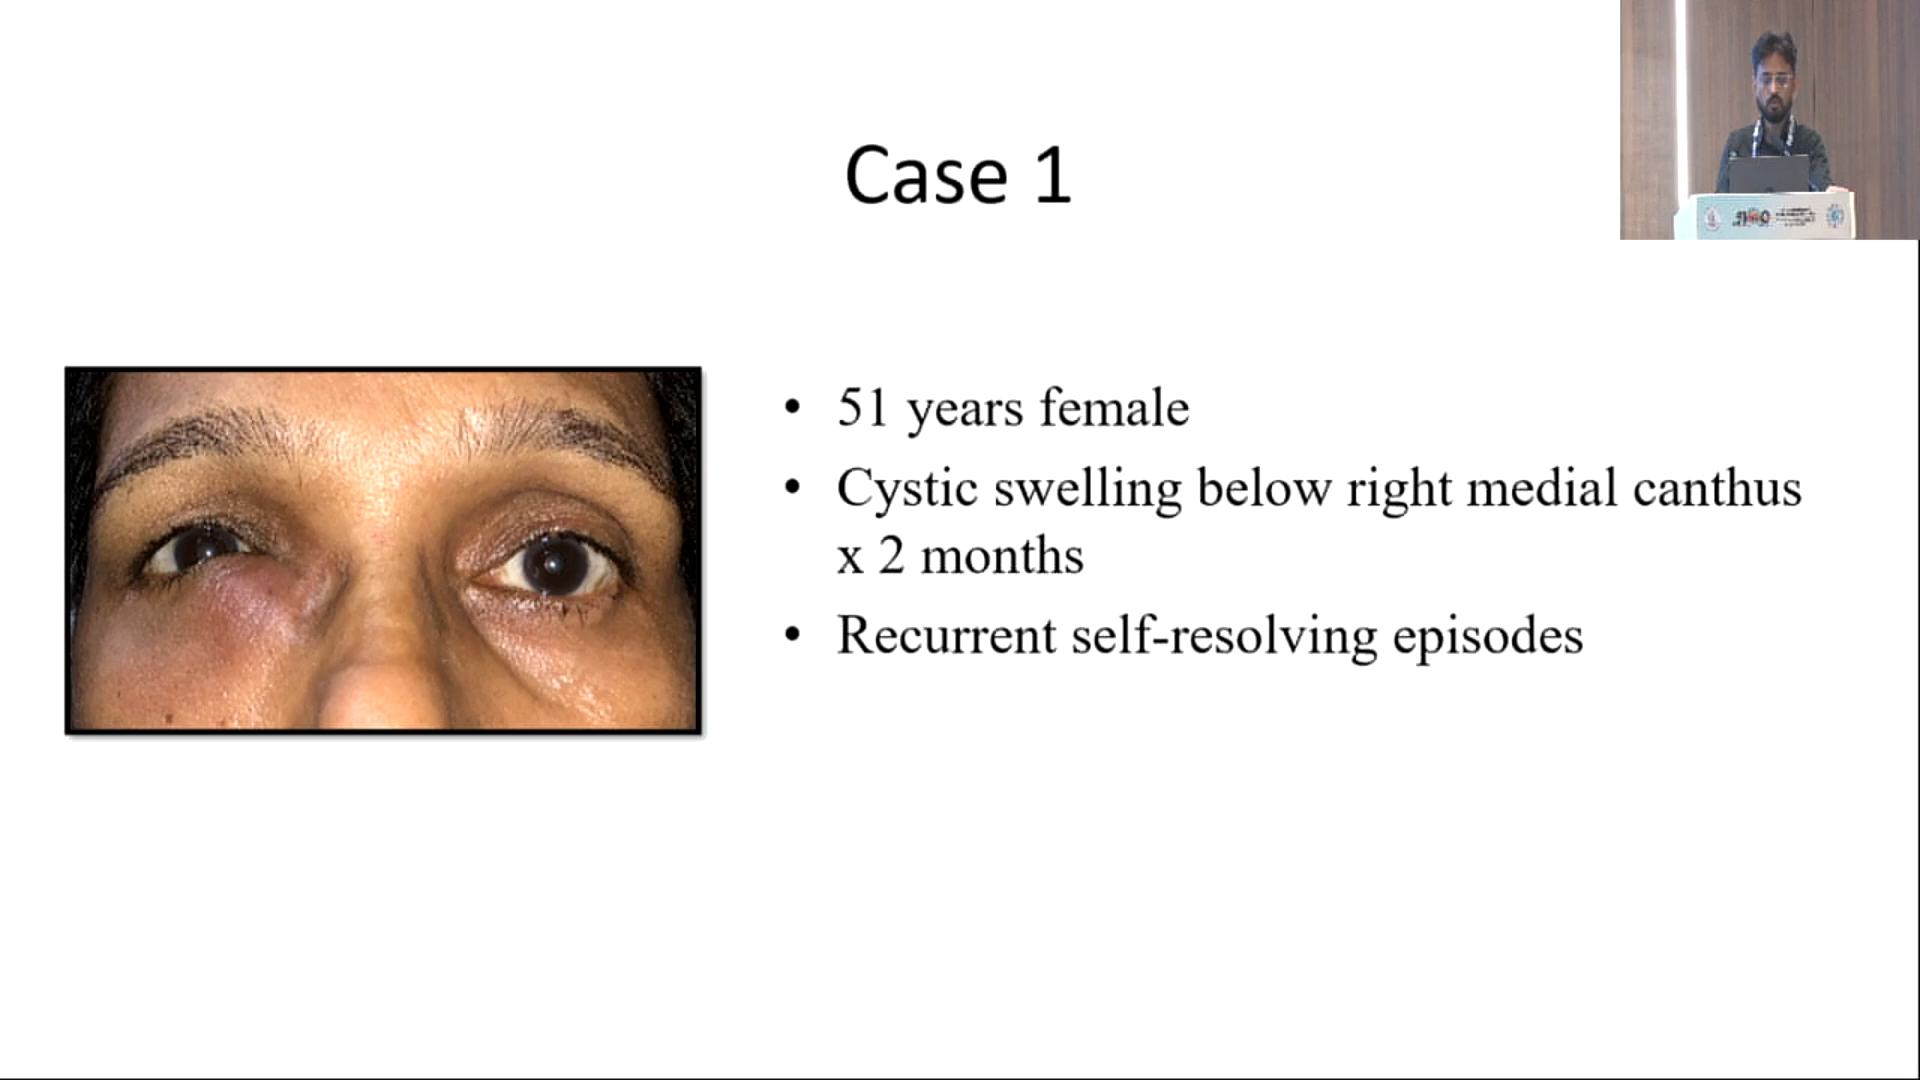 Case 1
• 51 years female
• Cystic swelling below right medial canthus
x 2 months
• Recurrent self-resolving episodes